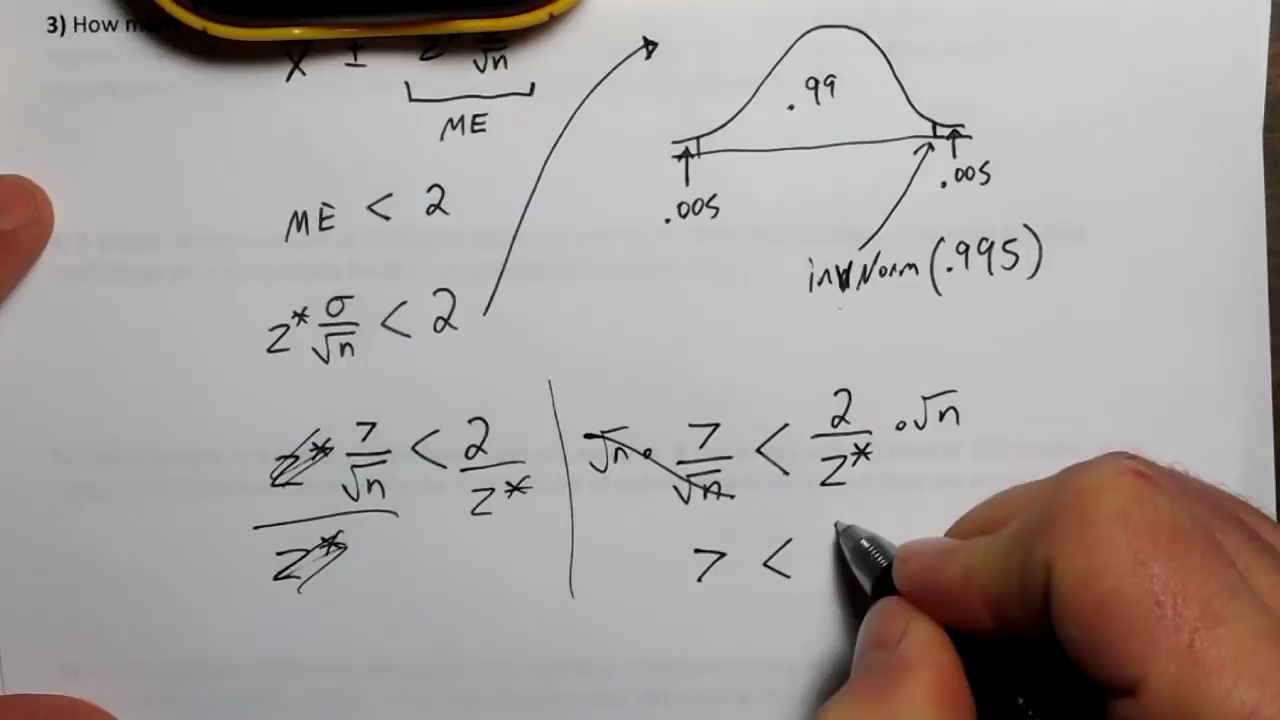 3) How
X ± z* σ/√n
ME
.99
.005
.005
invNorm(.995)
ME < 2
z* σ/√n < 2
z* 7/√n / z* < 2/z*
√n · 7/√n < 2/z* · √n
7 <